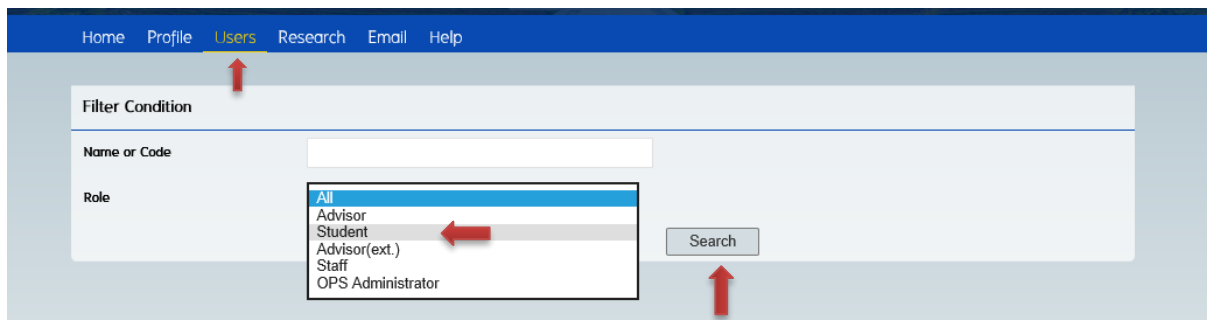 Home Profile Users Research Email Help
Filter Condition
Name or Code
Role
All
Advisor
Student
Advisor(ext.)
Staff
OPS Administrator
Search